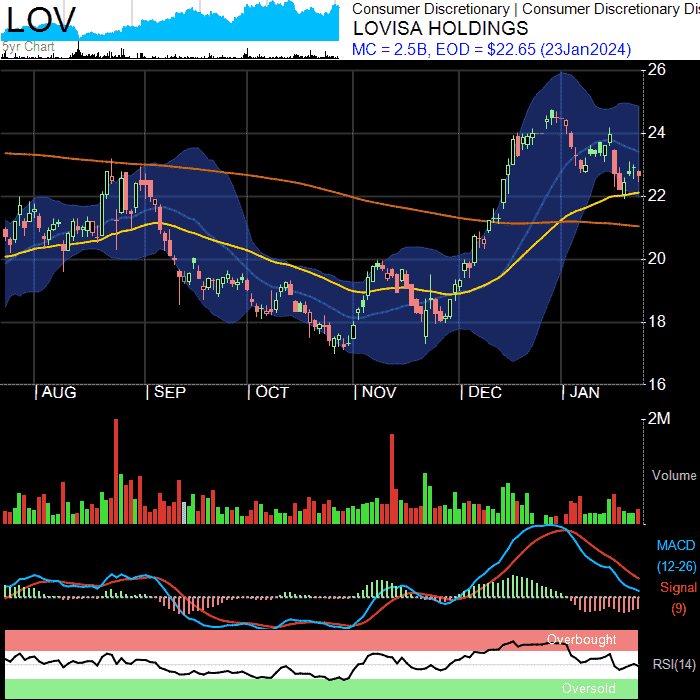 LOV
5yr Chart
Consumer Discretionary | Consumer Discretionary Dis
LOVISA HOLDINGS
MC = 2.5B, EOD = $22.65 (23Jan2024)
26
24
22
20
18
16
AUG
SEP
OCT
NOV
DEC
JAN
2M
Volume
MACD
(12-26)
Signal
(9)
Overbought
RSI(14)
Oversold